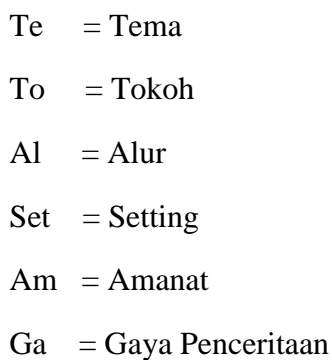 Te = Tema
To = Tokoh
Al = Alur
Set = Setting
Am = Amanat
Ga = Gaya Penceritaan